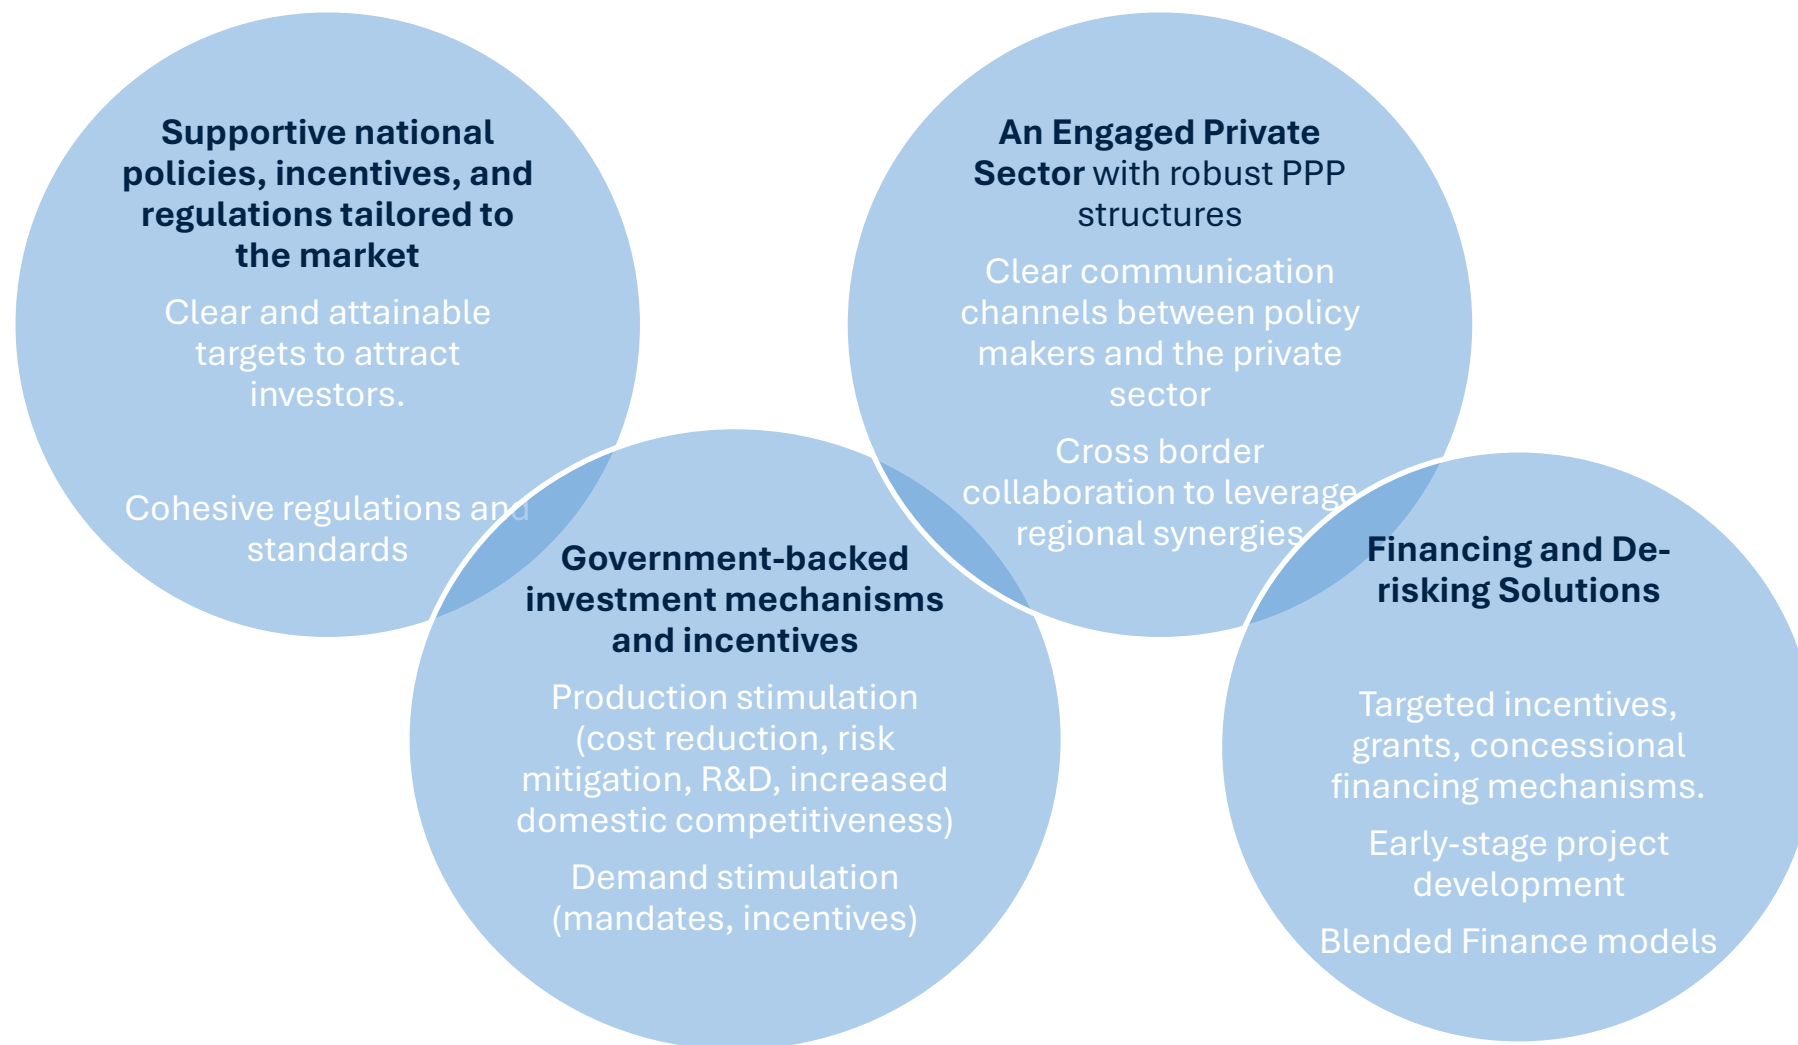 Supportive national
policies, incentives, and
regulations tailored to
the market
Clear and attainable
targets to attract
investors.
Cohesive regulations and
standards
Government-backed
investment mechanisms
and incentives
Production stimulation
(cost reduction, risk
mitigation, R&D, increased
domestic competitiveness)
Demand stimulation
(mandates, incentives)
An Engaged Private
Sector with robust PPP
structures
Clear communication
channels between policy
makers and the private
sector
Cross border
collaboration to leverage
regional synergies
Financing and De-
risking Solutions
Targeted incentives,
grants, concessional
financing mechanisms.
Early-stage project
development
Blended Finance models